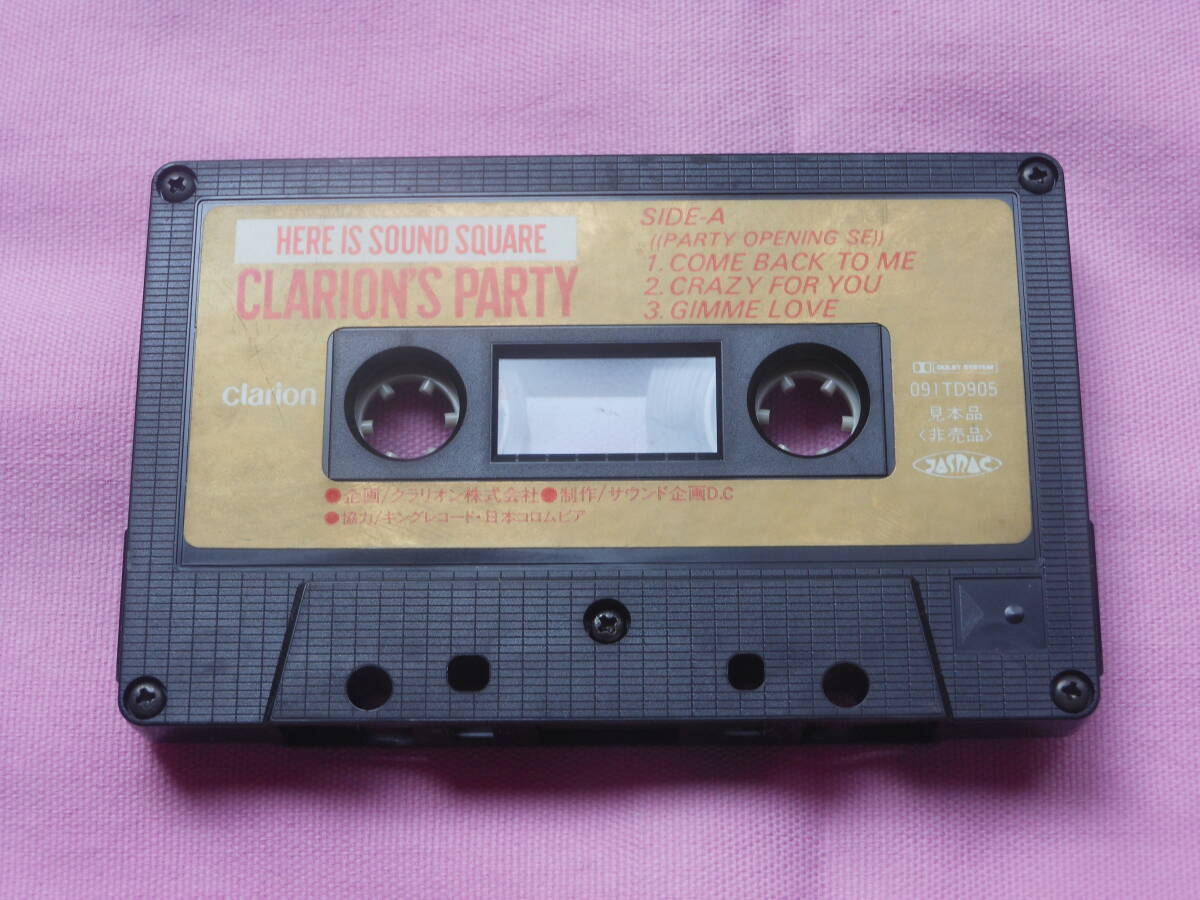 HERE IS SOUND SQUARE
CLARION'S PARTY
SIDE-A
((PARTY OPENING SE))
1. COME BACK TO ME
2. CRAZY FOR YOU
3. GIMME LOVE
clarion
DOLBY SYSTEM
091TD905
見本品
<非売品>
JASRAC
●企画/クラリオン株式会社●制作/サウンド企画D.C
●協力/キングレコード・日本コロムビア